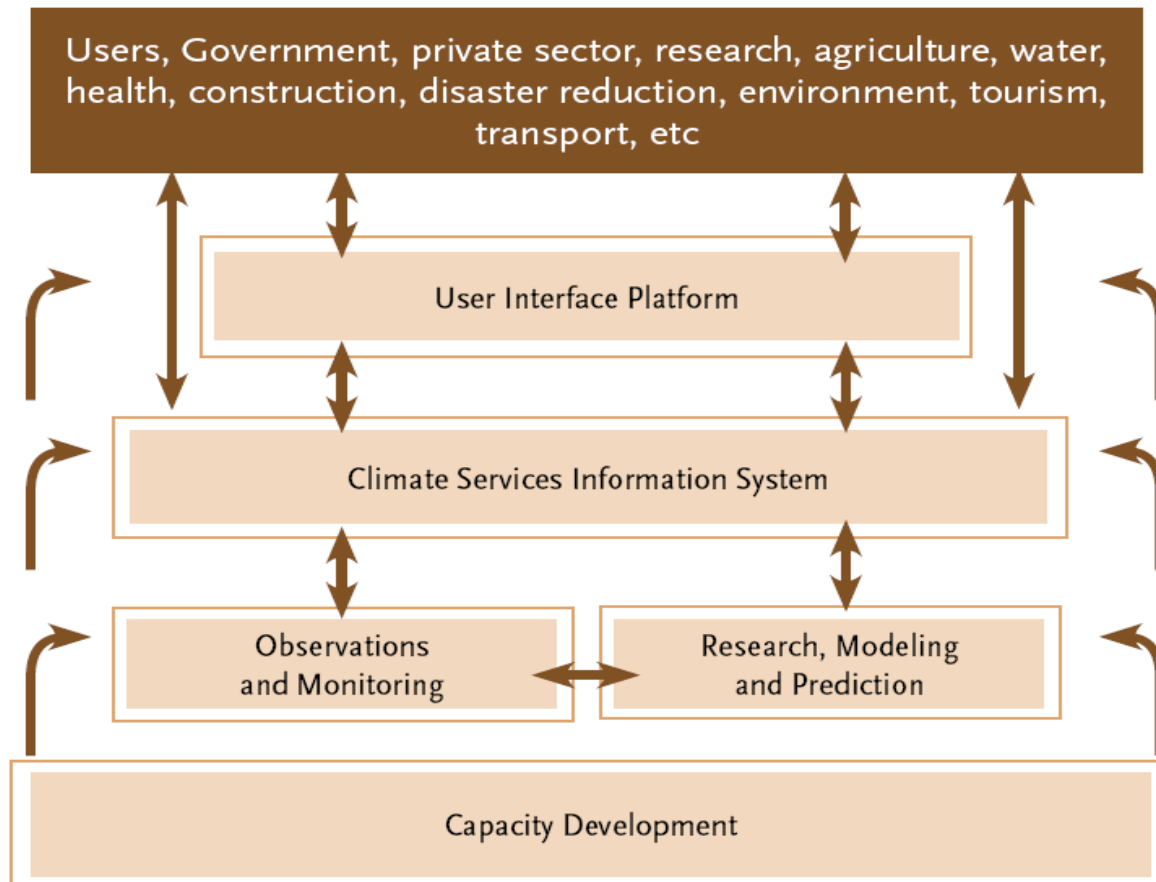 Users, Government, private sector, research, agriculture, water,
health, construction, disaster reduction, environment, tourism,
transport, etc
User Interface Platform
Climate Services Information System
Observations
and Monitoring
Research, Modeling
and Prediction
Capacity Development